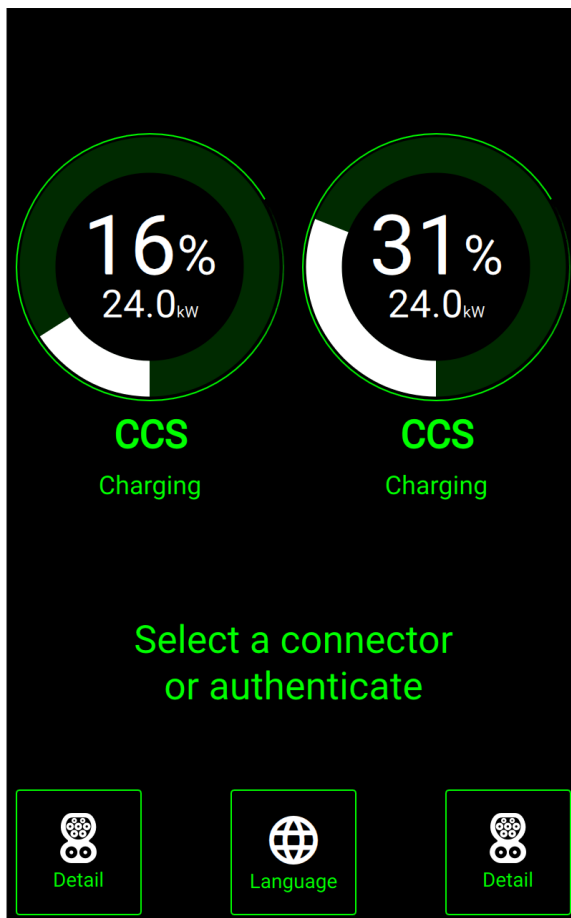 16%
24.0kW
CCS
Charging
31%
24.0kW
CCS
Charging
Select a connector
or authenticate
Detail
Language
Detail